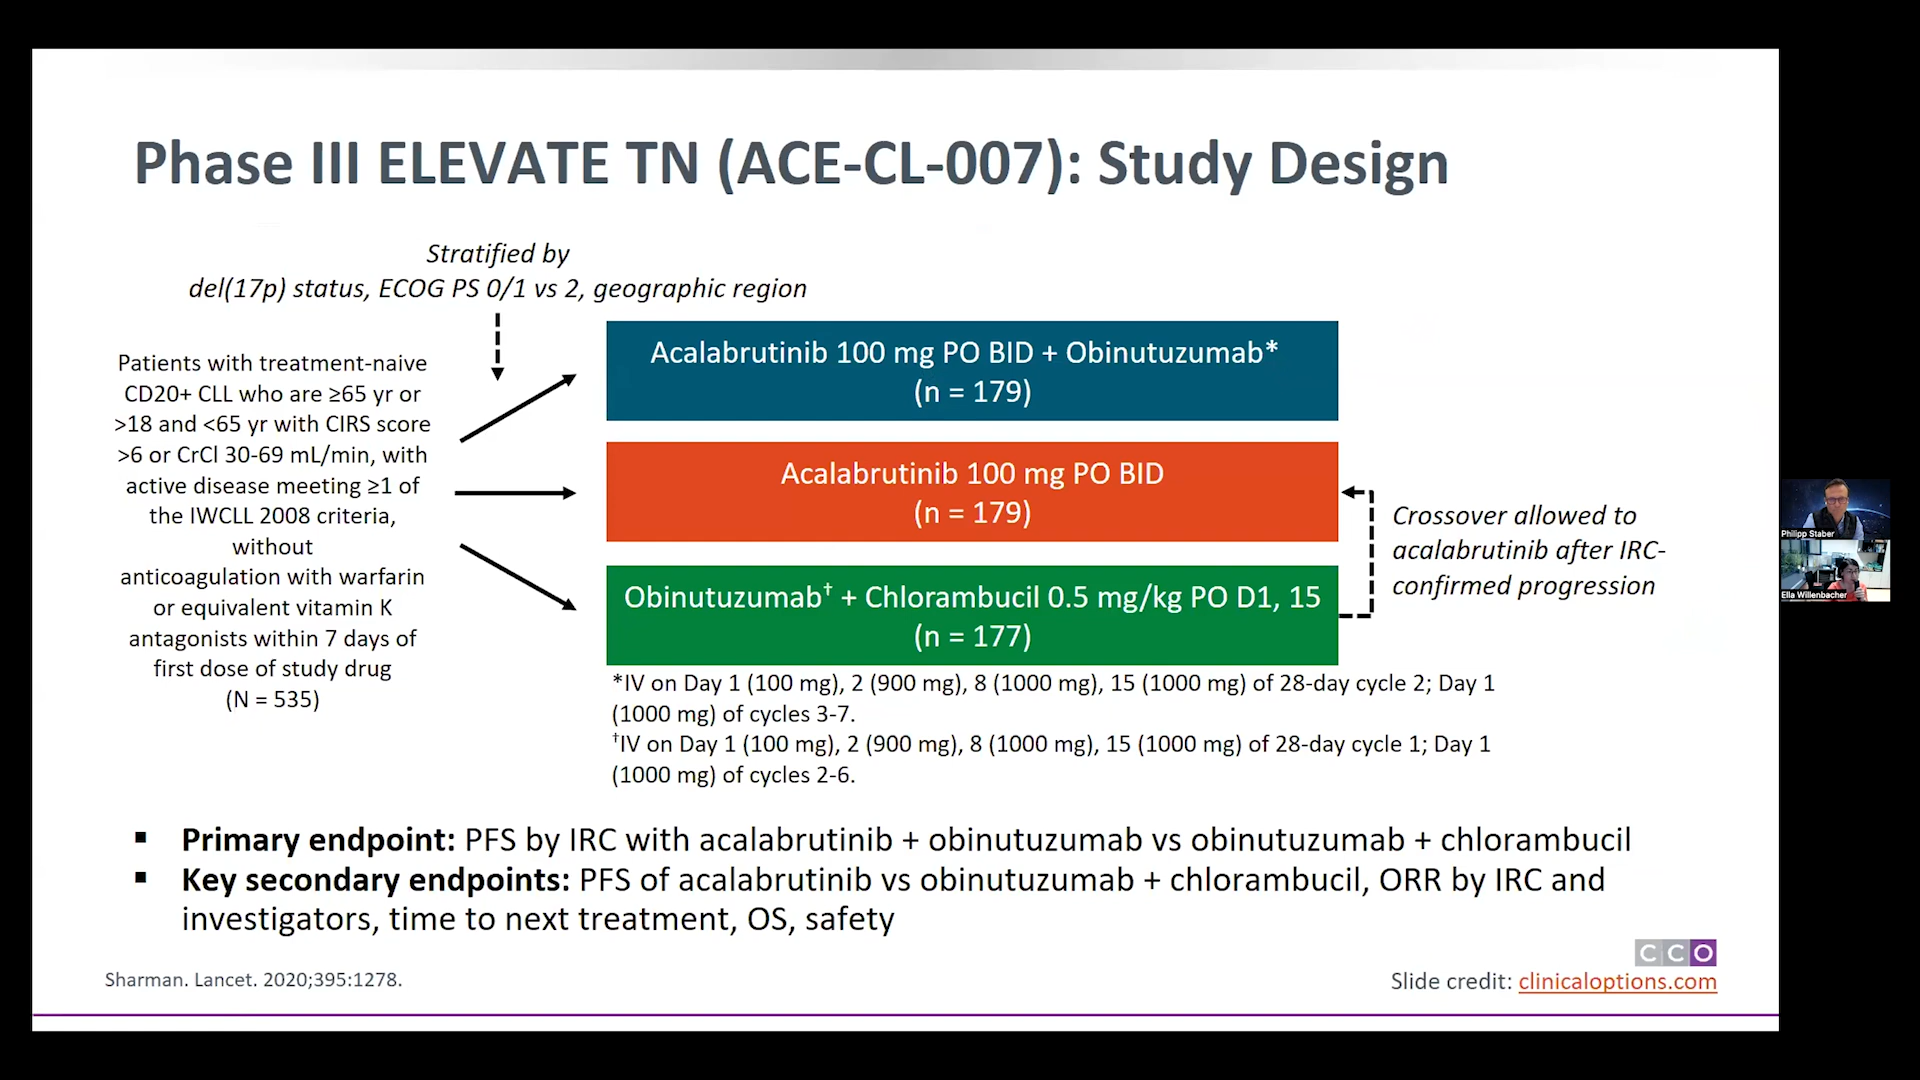 Phase III ELEVATE TN (ACE-CL-007): Study Design
Stratified by
del(17p) status, ECOG PS 0/1 vs 2, geographic region
Patients with treatment-naive
CD20+ CLL who are ≥65 yr or
>18 and <65 yr with CIRS score
>6 or CrCl 30-69 mL/min, with
active disease meeting ≥1 of
the IWCLL 2008 criteria,
without
anticoagulation with warfarin
or equivalent vitamin K
antagonists within 7 days of
first dose of study drug
(N = 535)
Acalabrutinib 100 mg PO BID + Obinutuzumab*
(n = 179)
Acalabrutinib 100 mg PO BID
(n = 179)
Obinutuzumab† + Chlorambucil 0.5 mg/kg PO D1, 15
(n = 177)
Crossover allowed to
acalabrutinib after IRC-
confirmed progression
*IV on Day 1 (100 mg), 2 (900 mg), 8 (1000 mg), 15 (1000 mg) of 28-day cycle 2; Day 1
(1000 mg) of cycles 3-7.
†IV on Day 1 (100 mg), 2 (900 mg), 8 (1000 mg), 15 (1000 mg) of 28-day cycle 1; Day 1
(1000 mg) of cycles 2-6.
▪ Primary endpoint: PFS by IRC with acalabrutinib + obinutuzumab vs obinutuzumab + chlorambucil
▪ Key secondary endpoints: PFS of acalabrutinib vs obinutuzumab + chlorambucil, ORR by IRC and
investigators, time to next treatment, OS, safety
Sharman. Lancet. 2020;395:1278.
CCO
Slide credit: clinicaloptions.com
Philipp Staber
Ella Willenbacher